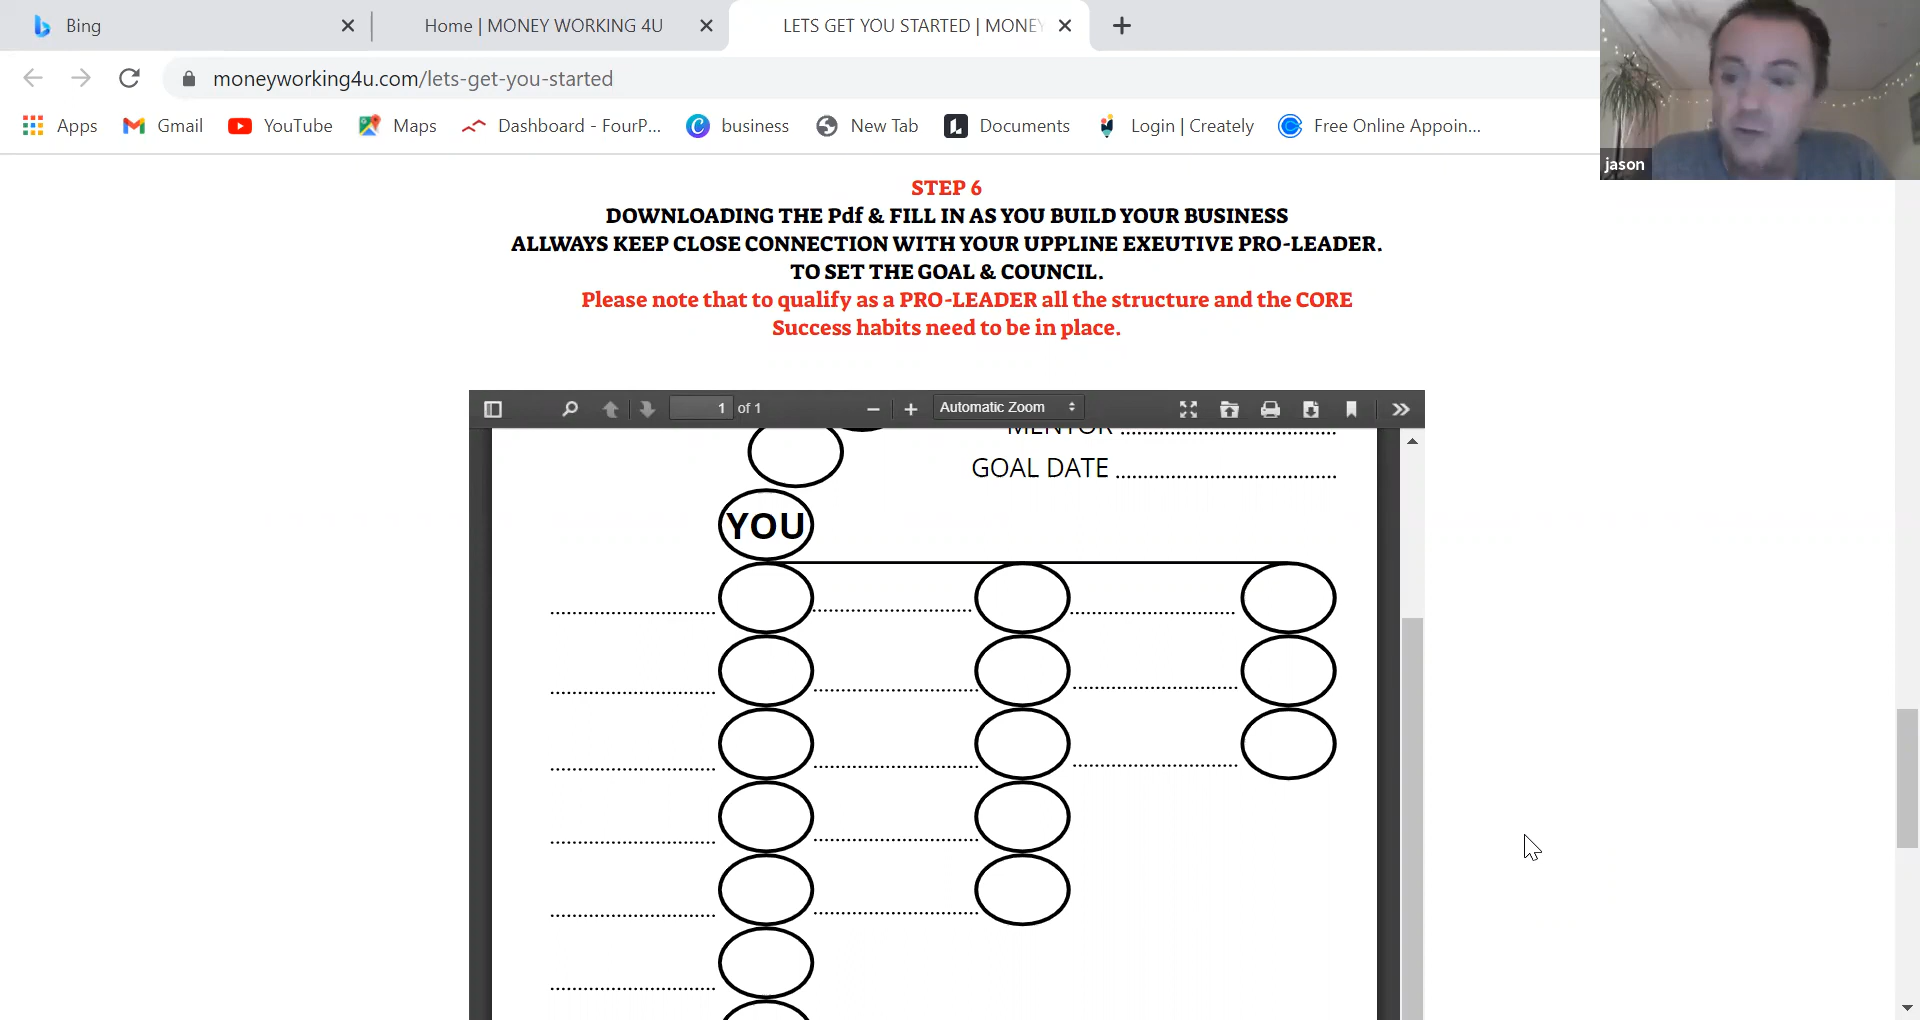 Bing
Home | MONEY WORKING 4U
LETS GET YOU STARTED | MONEY
moneyworking4u.com/lets-get-you-started
Apps
Gmail
YouTube
Maps
Dashboard - FourP...
business
New Tab
Documents
Login | Creately
Free Online Appoin...
jason
STEP 6
DOWNLOADING THE Pdf & FILL IN AS YOU BUILD YOUR BUSINESS
ALLWAYS KEEP CLOSE CONNECTION WITH YOUR UPPLINE EXEUTIVE PRO-LEADER.
TO SET THE GOAL & COUNCIL.
Please note that to qualify as a PRO-LEADER all the structure and the CORE
Success habits need to be in place.
1 of 1
Automatic Zoom
MENTOR
GOAL DATE
YOU